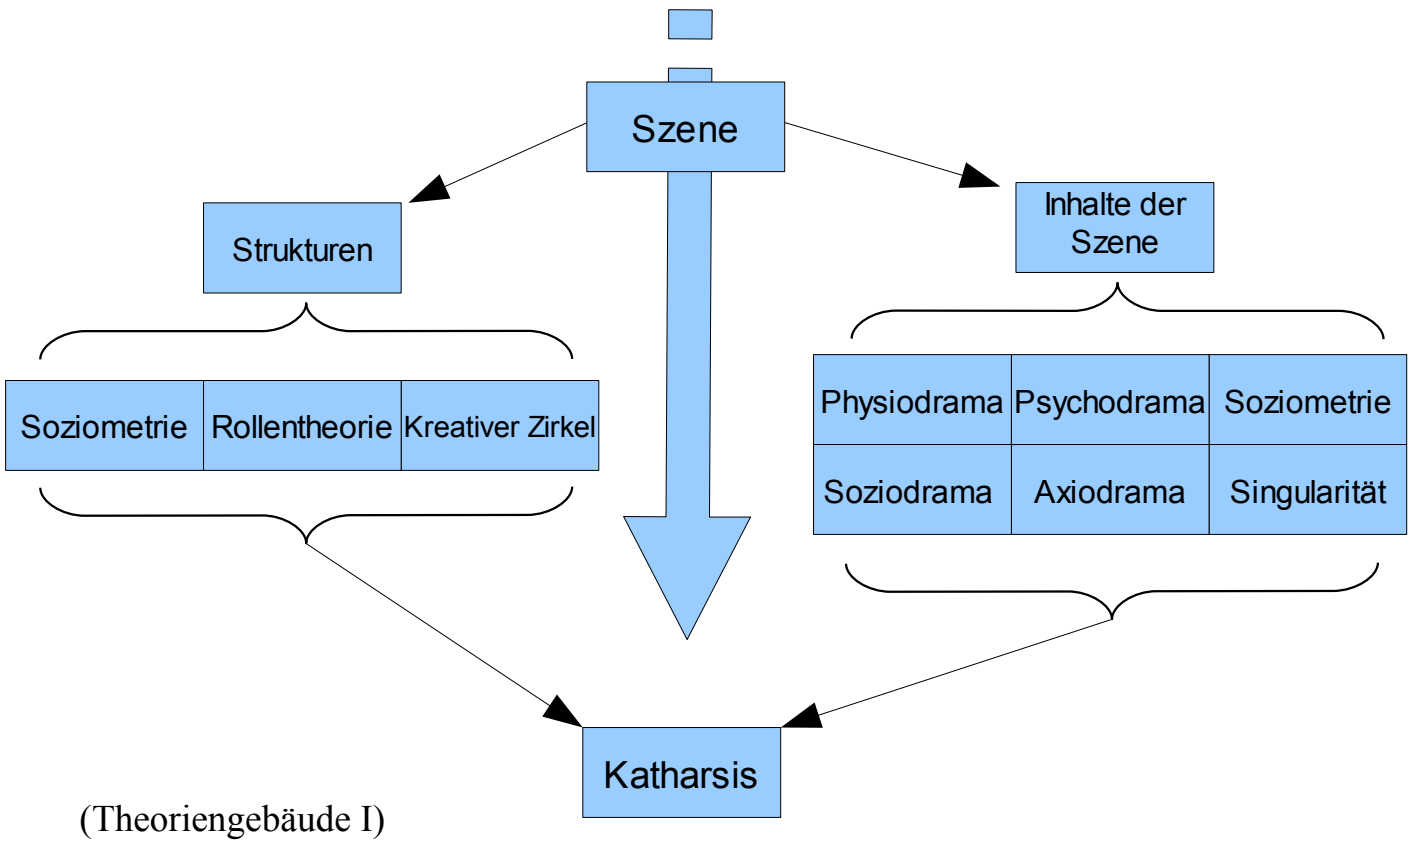 Szene
Strukturen
Inhalte der
Szene
Soziometrie
Rollentheorie
Kreativer Zirkel
Physiodrama
Psychodrama
Soziometrie
Soziodrama
Axiodrama
Singularität
Katharsis
(Theoriengebäude I)